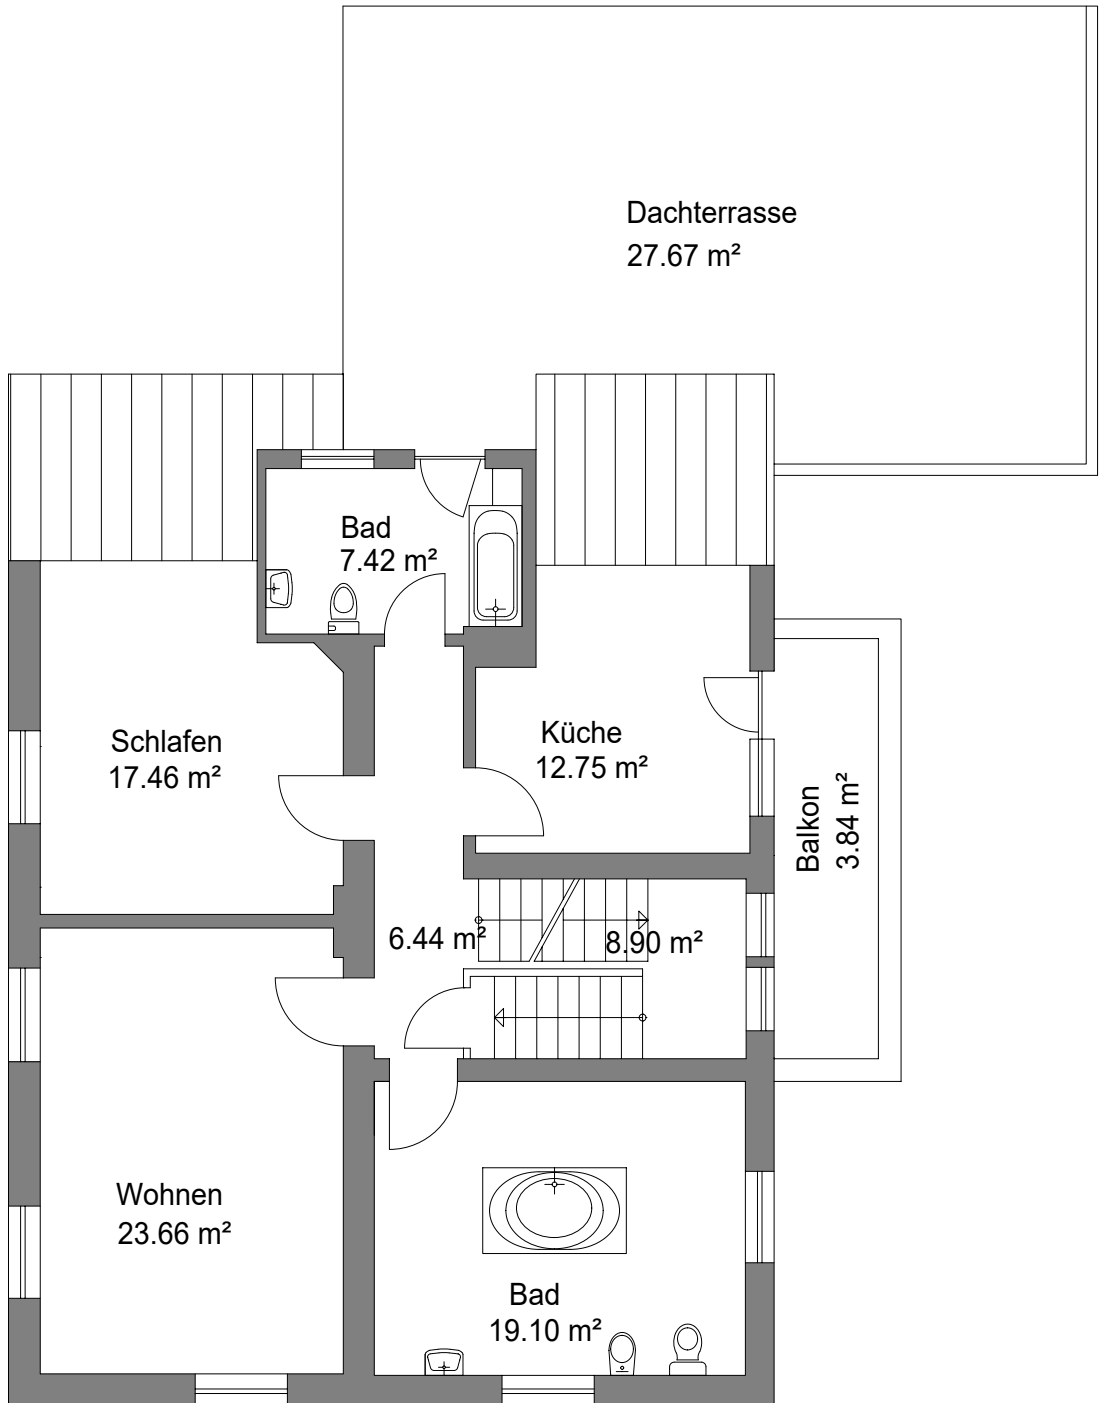 Dachterrasse
27.67 m²
Bad
7.42 m²
Schlafen
17.46 m²
Küche
12.75 m²
Balkon
3.84 m²
6.44 m²
8.90 m²
Wohnen
23.66 m²
Bad
19.10 m²